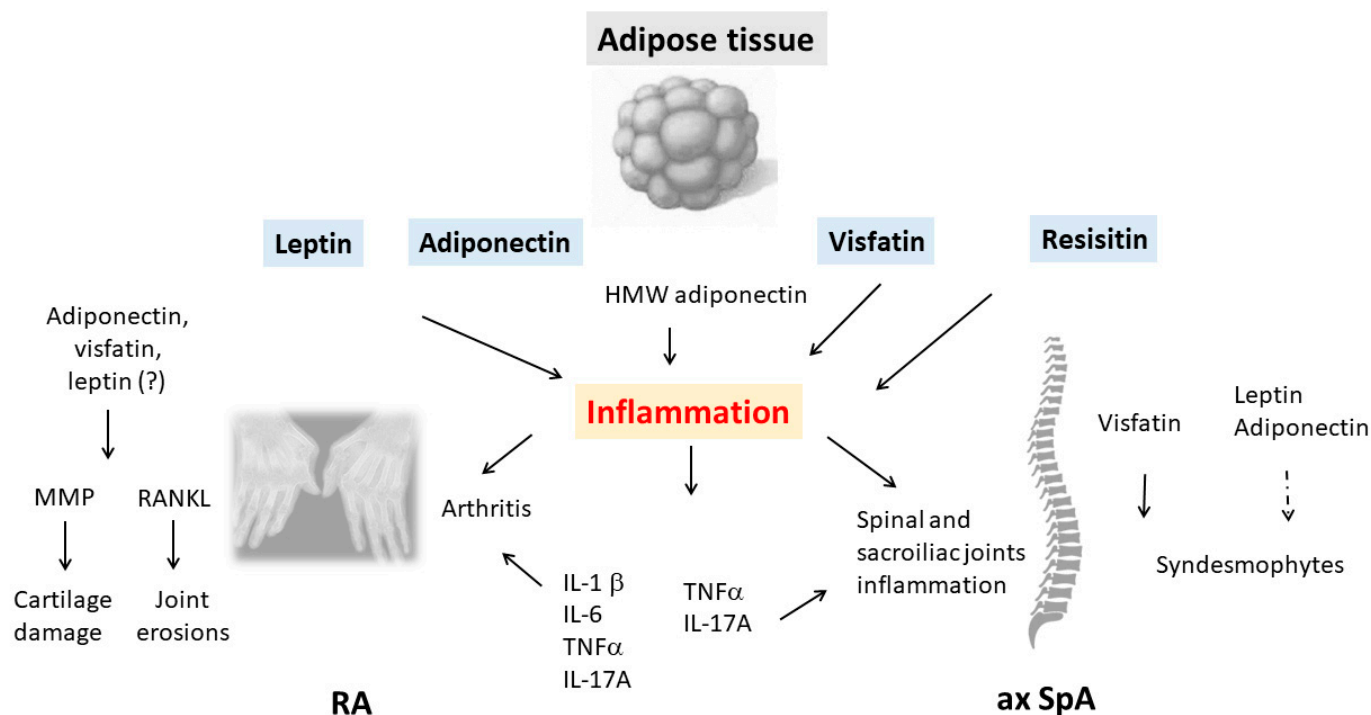 Adipose tissue
Leptin
Adiponectin
Visfatin
Resisitin
HMW adiponectin
Adiponectin,
visfatin,
leptin (?)
Inflammation
Visfatin
Leptin
Adiponectin
MMP
RANKL
Arthritis
Spinal and
sacroiliac joints
inflammation
Syndesmophytes
Cartilage
damage
Joint
erosions
IL-1 β
IL-6
TNFα
IL-17A
TNFα
IL-17A
RA
ax SpA